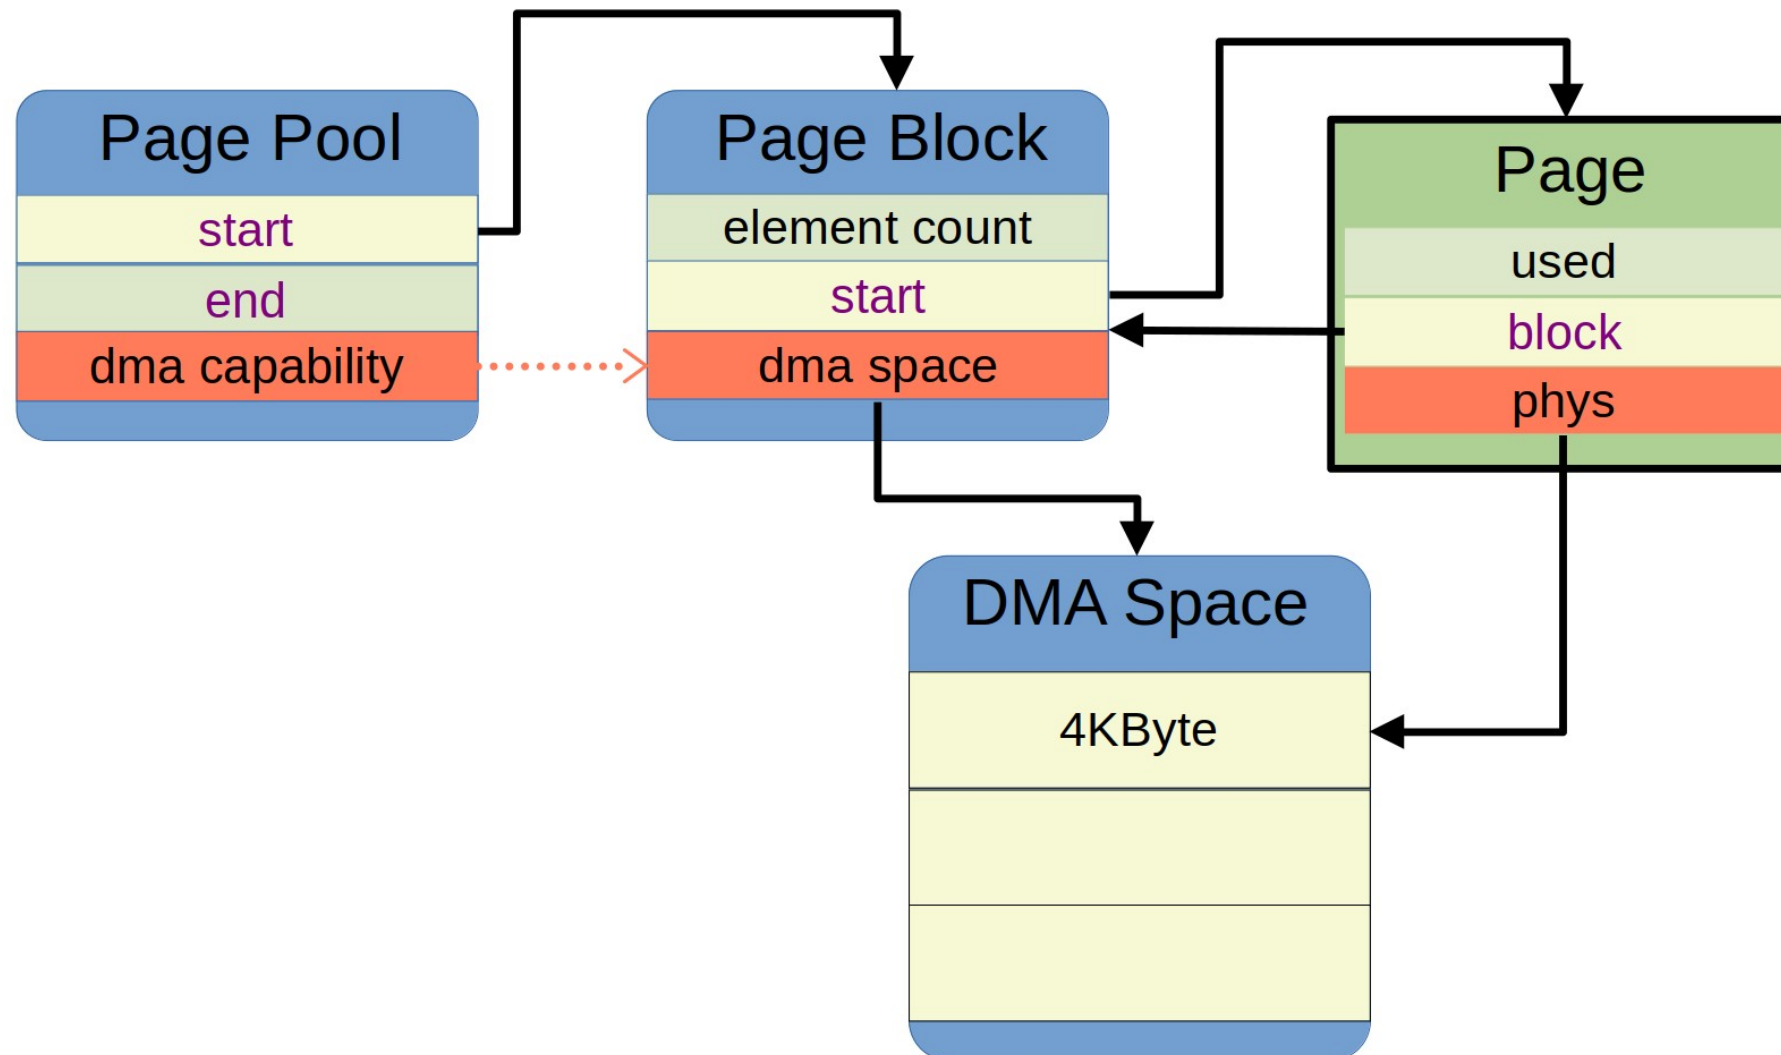 Page Pool
start
end
dma capability
Page Block
element count
start
dma space
Page
used
block
phys
DMA Space
4KByte